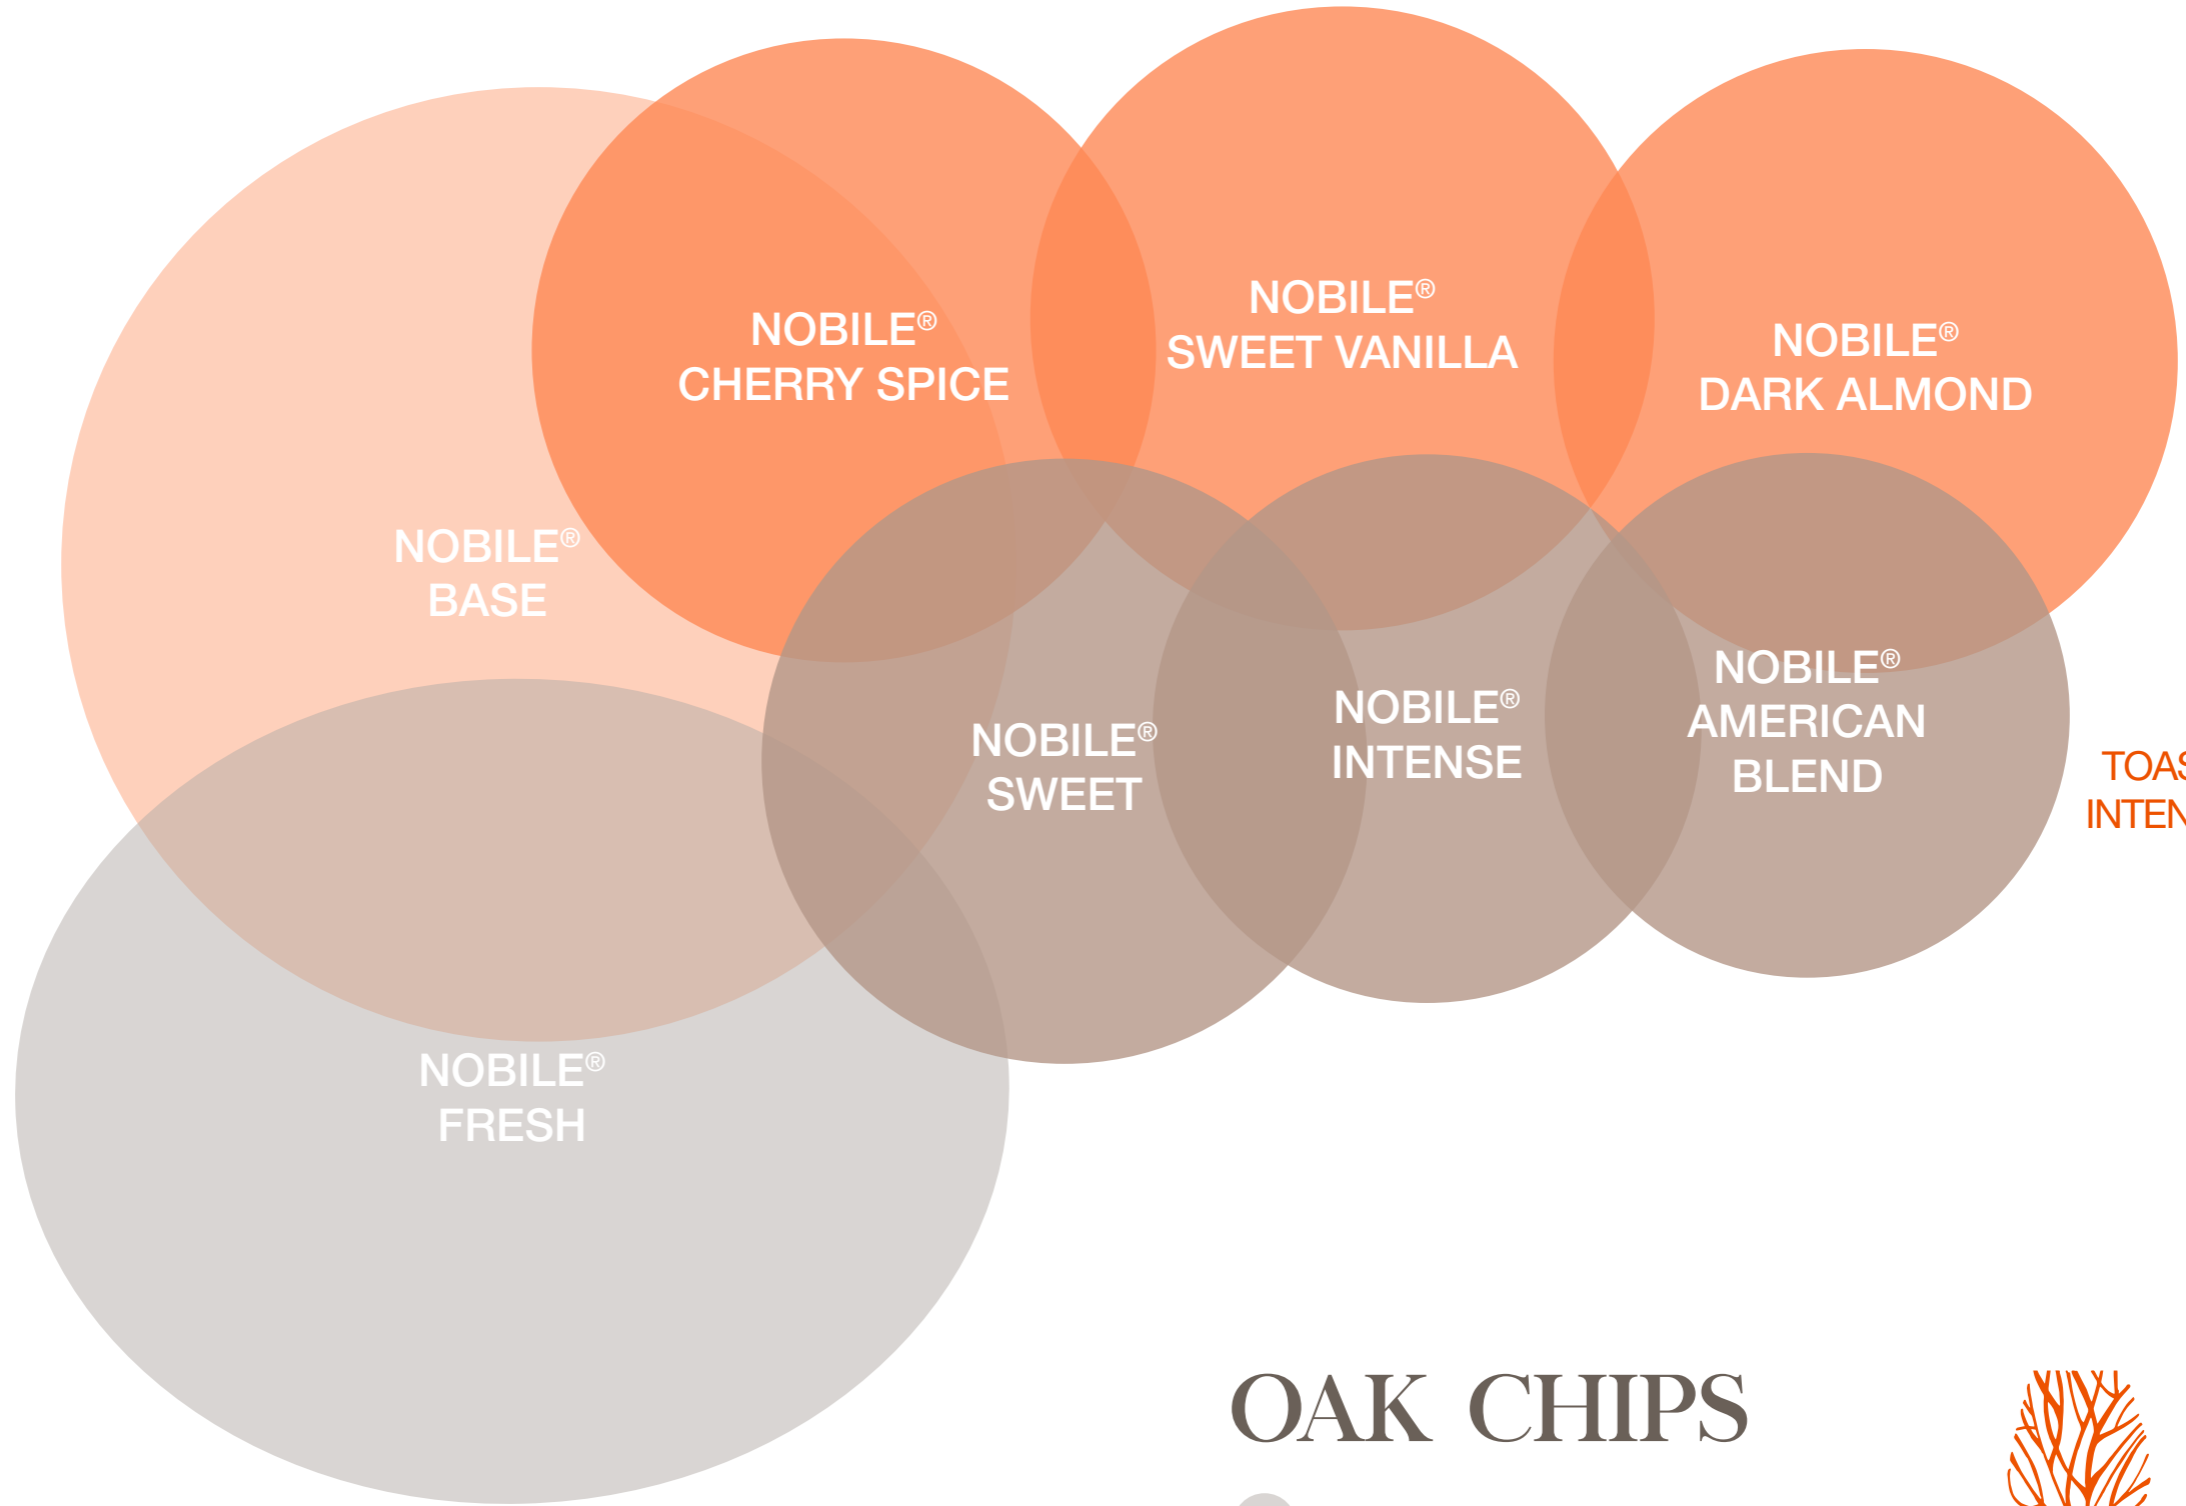 NOBILE®
CHERRY SPICE
NOBILE®
SWEET VANILLA
NOBILE®
DARK ALMOND
NOBILE®
BASE
NOBILE®
SWEET
NOBILE®
INTENSE
NOBILE®
AMERICAN
BLEND
NOBILE®
FRESH
OAK CHIPS